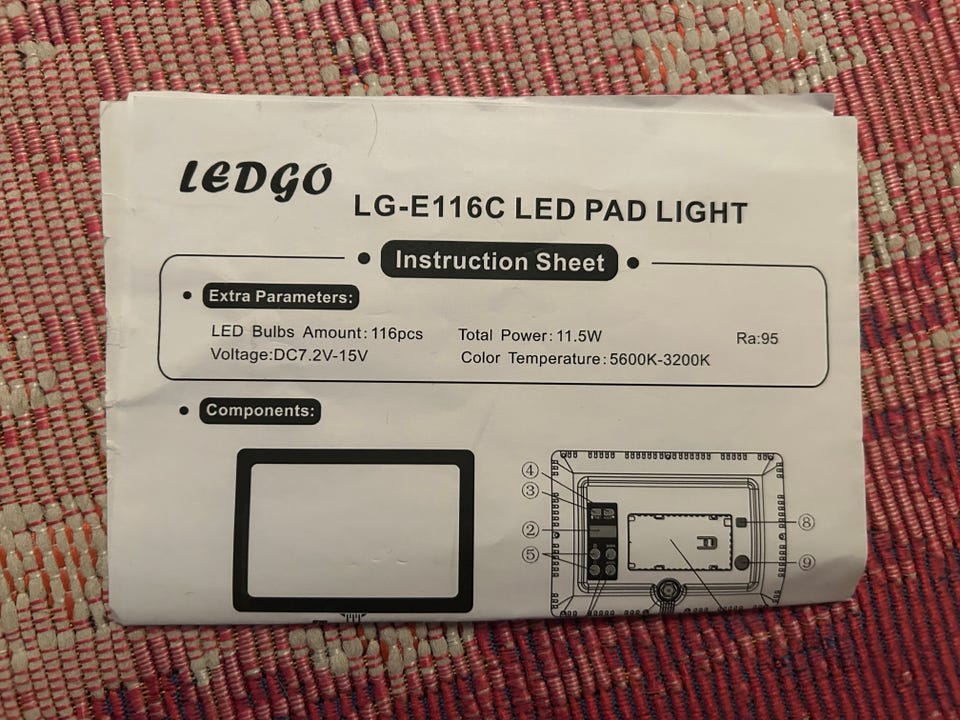 LEDGO
LG-E116C LED PAD LIGHT
Instruction Sheet
Extra Parameters:
LED Bulbs Amount: 116pcs Total Power: 11.5W Ra:95
Voltage:DC7.2V-15V Color Temperature: 5600K-3200K
Components:
④
③
②
⑤
⑧
⑨